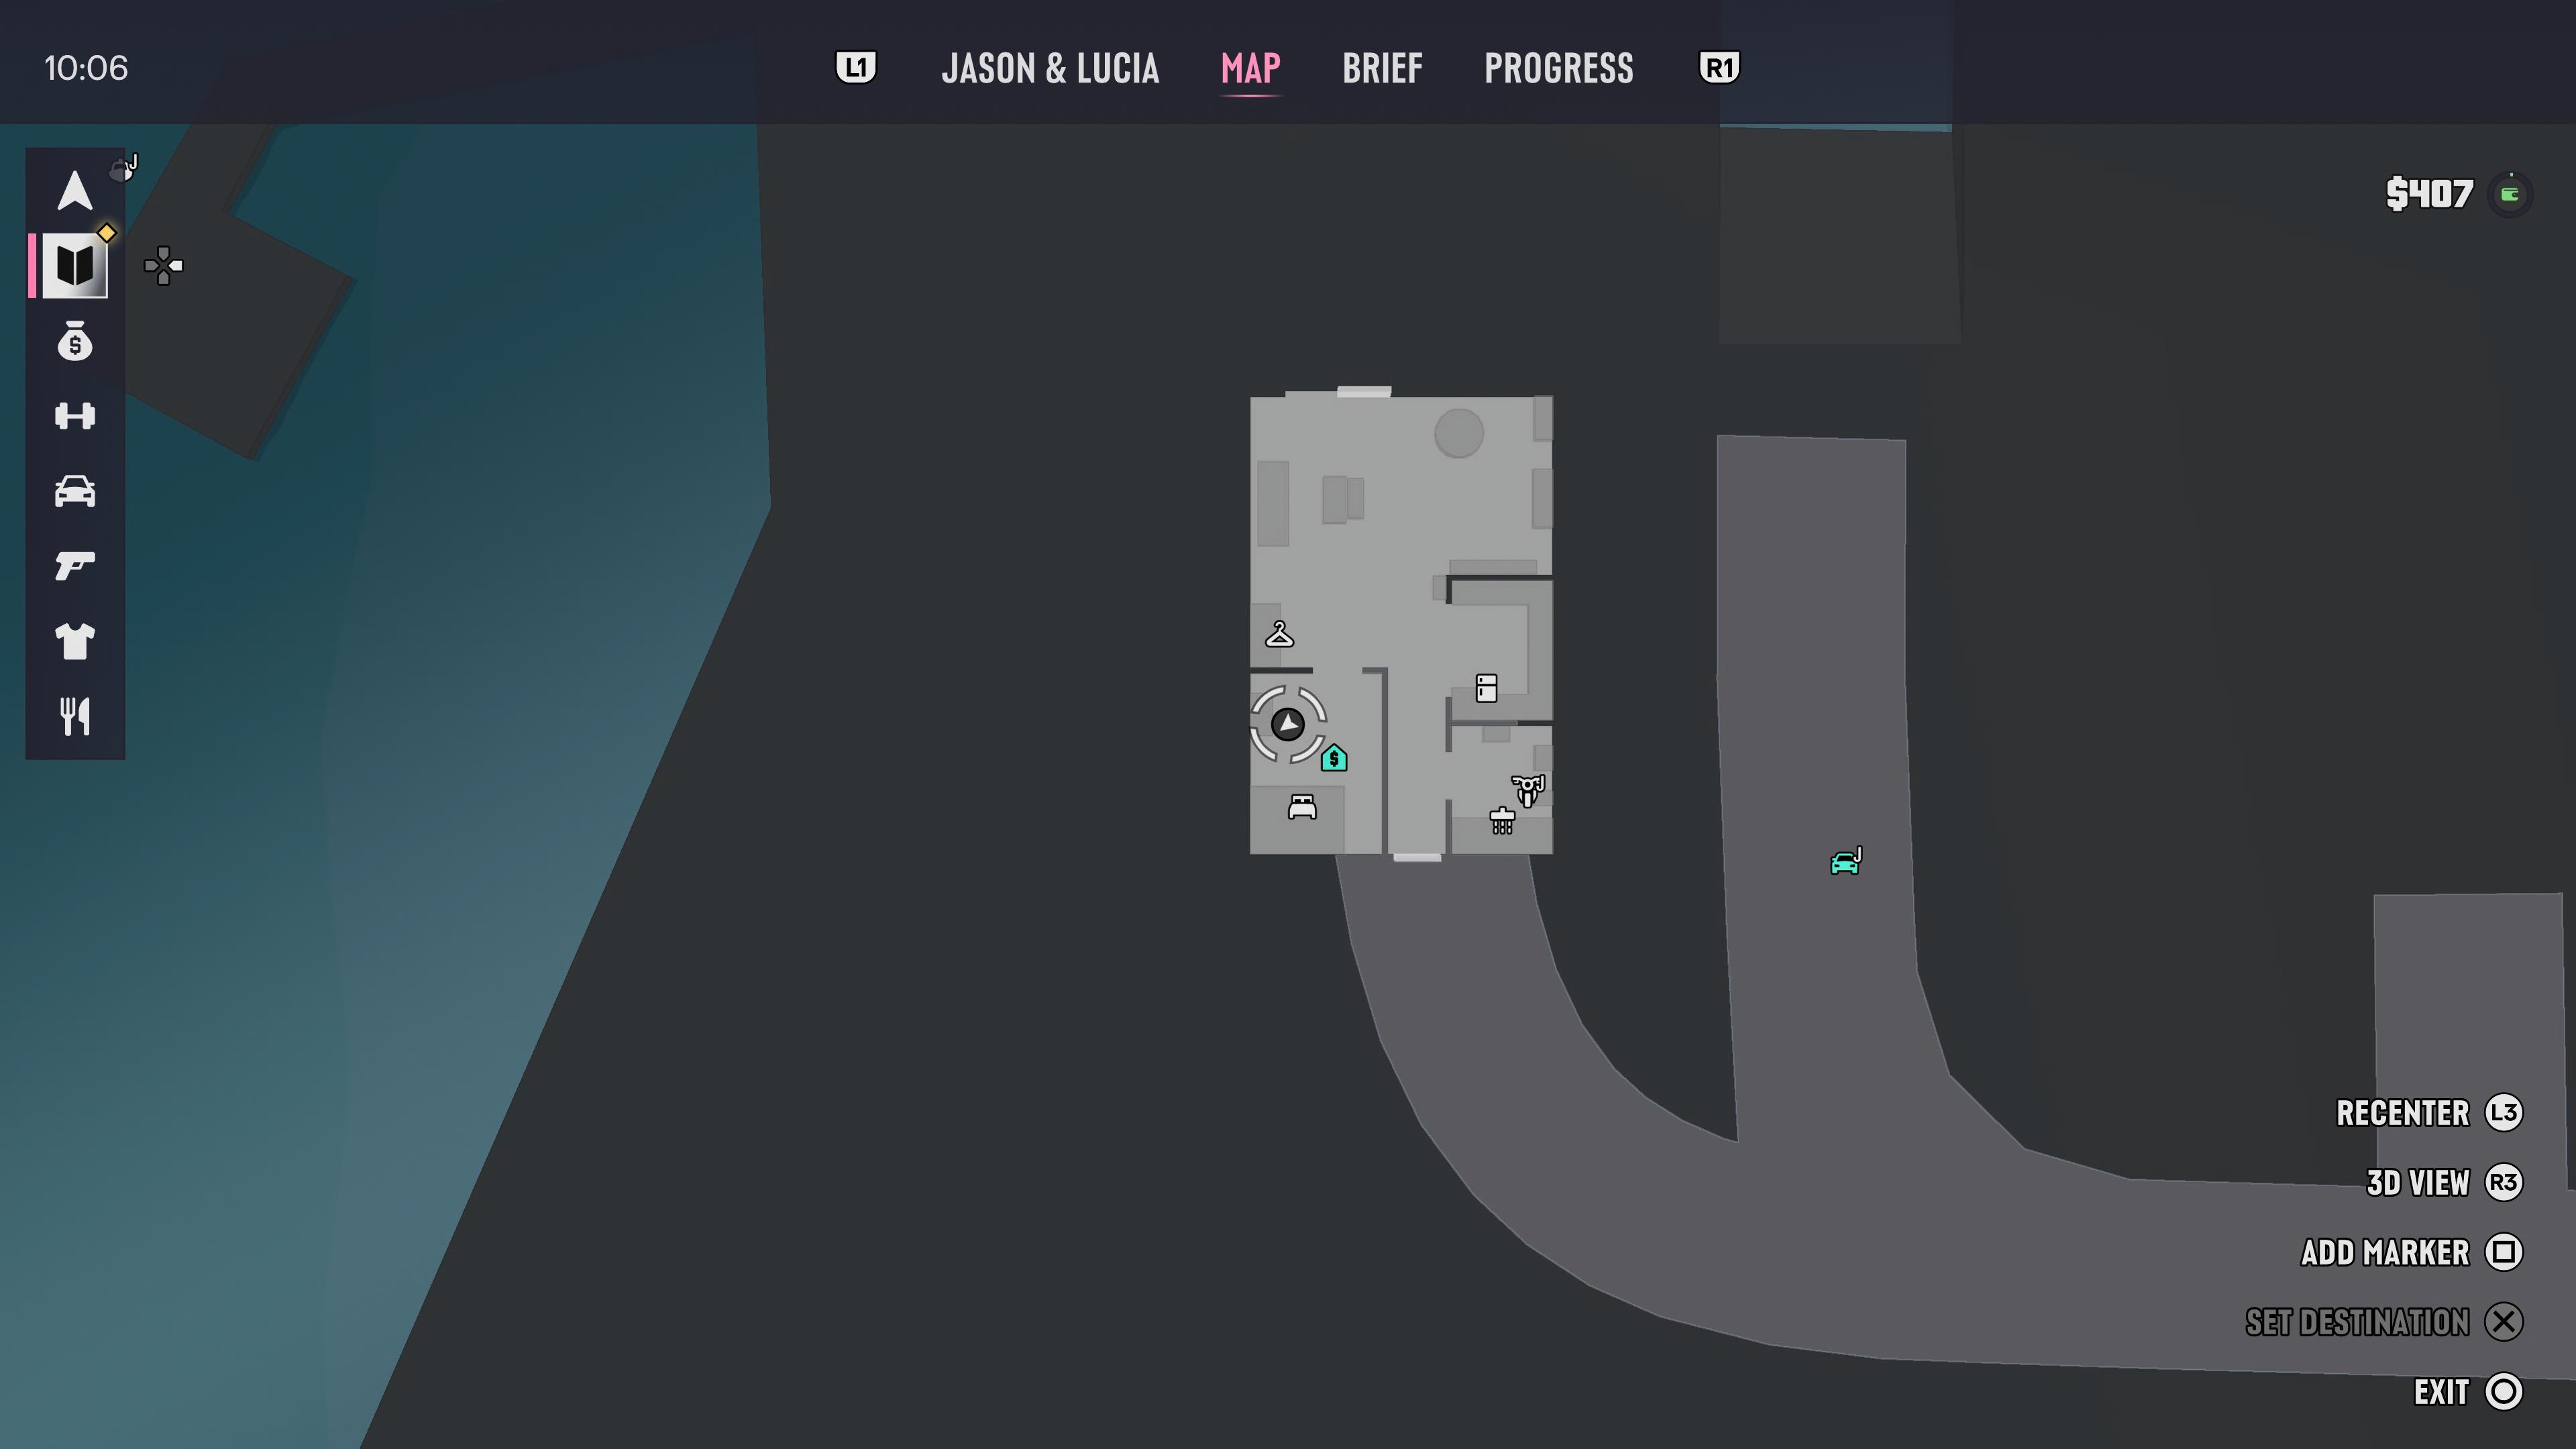 10:06
L1 JASON & LUCIA MAP BRIEF PROGRESS R1
J
$407
$
$
J
J
RECENTER L3
3D VIEW R3
ADD MARKER
SET DESTINATION
EXIT